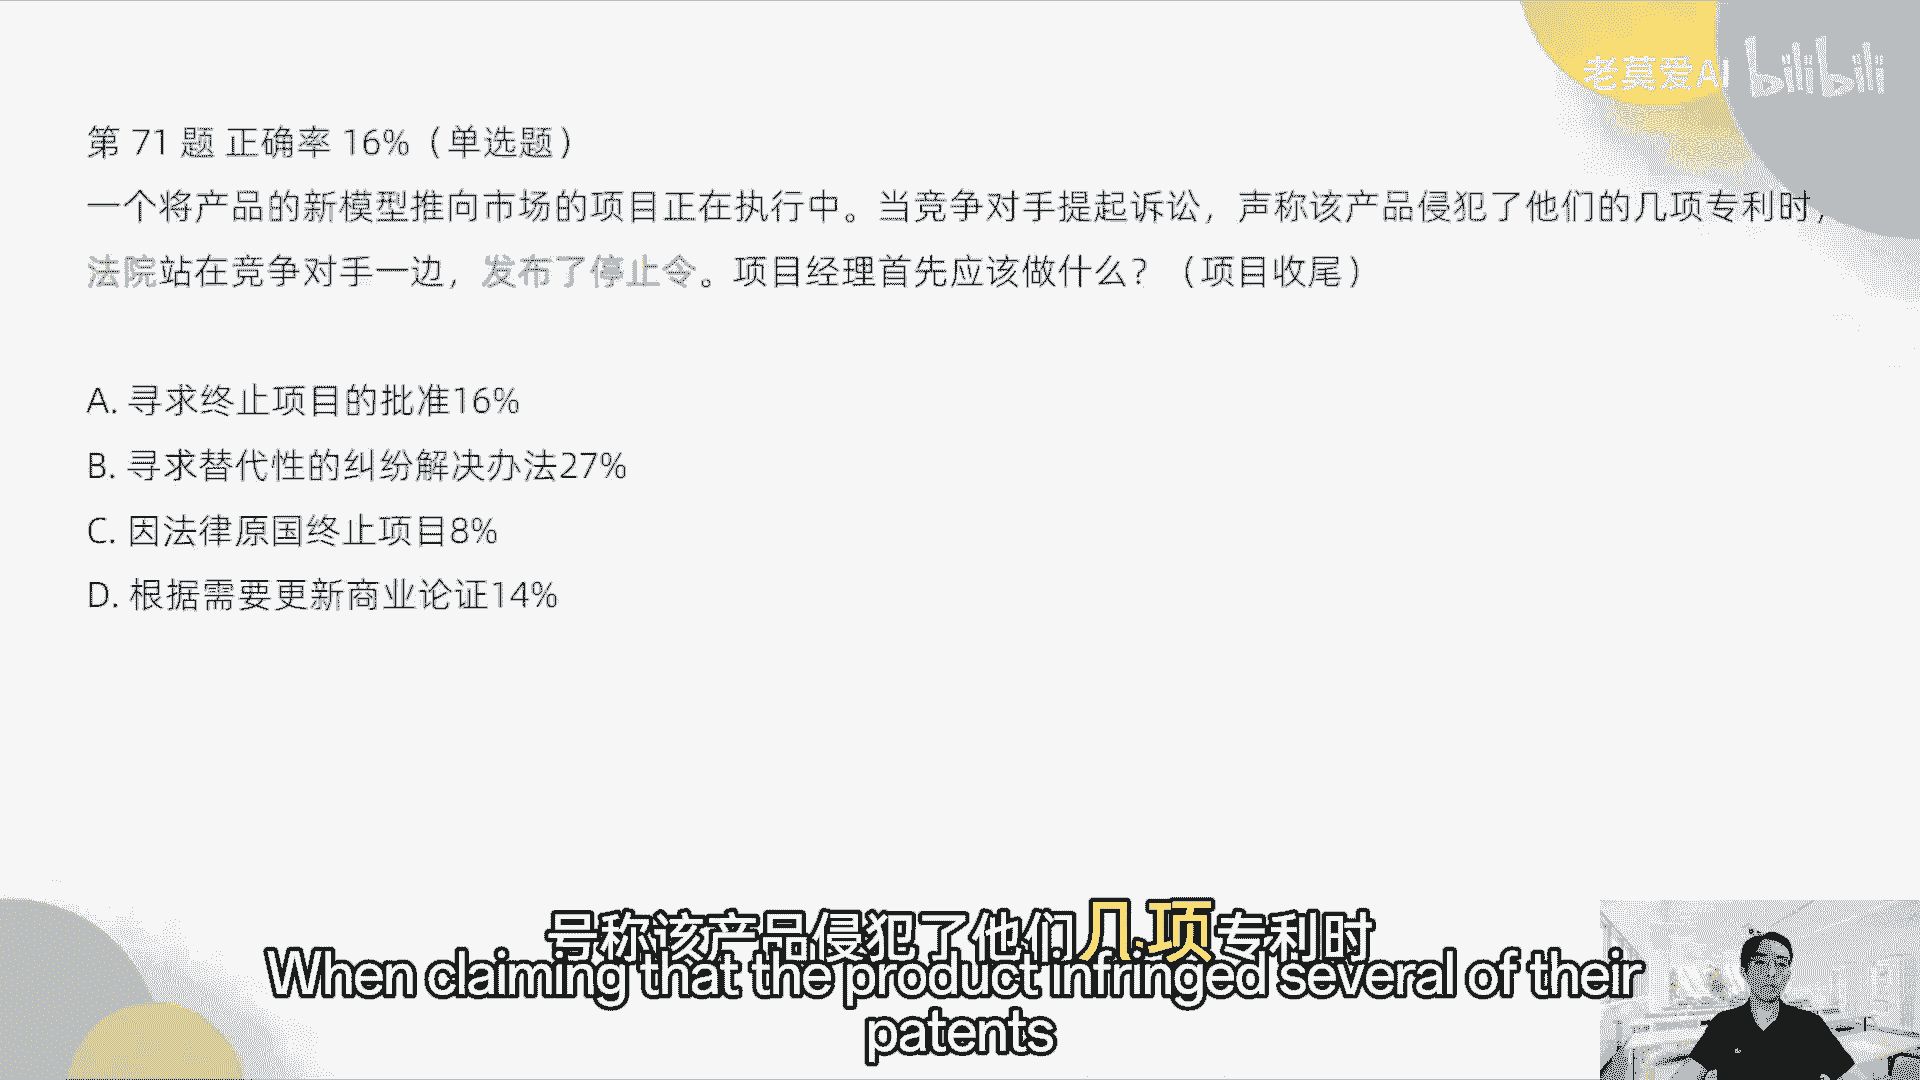 老莫爱AI bilibili
第 71 题 正确率 16%（单选题）
一个将产品的新模型推向市场的项目正在执行中。当竞争对手提起诉讼，声称该产品侵犯了他们的几项专利时，
法院站在竞争对手一边，发布了停止令。项目经理首先应该做什么？（项目收尾）
A. 寻求终止项目的批准16%
B. 寻求替代性的纠纷解决办法27%
C. 因法律原国终止项目8%
D. 根据需要更新商业论证14%
号称该产品侵犯了他们几项专利时
When claiming that the product infringed several of their
patents